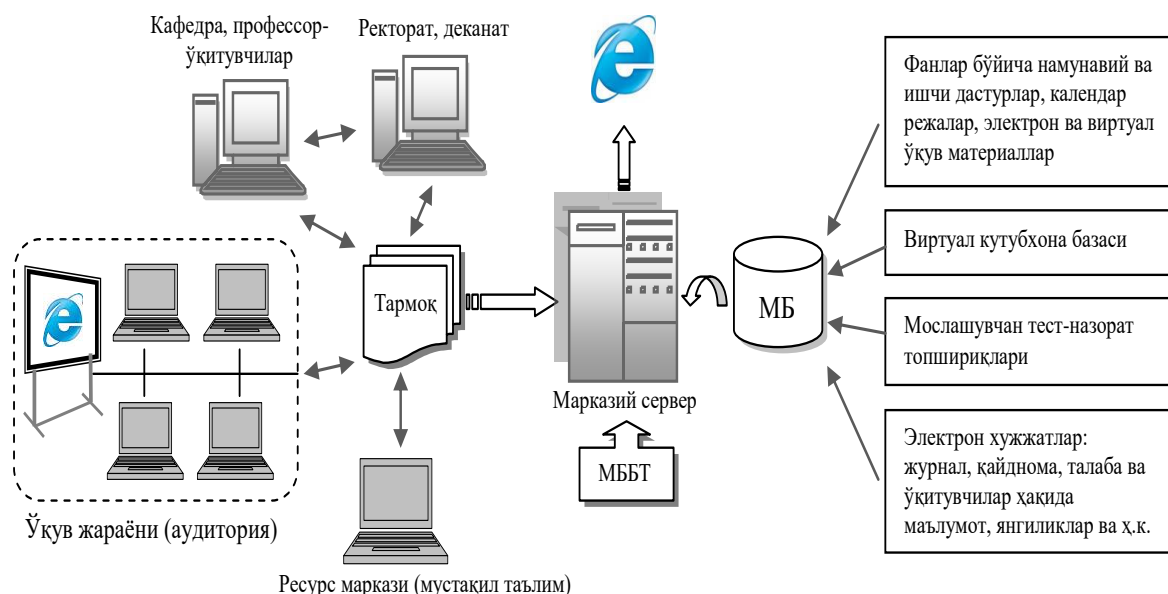 Кафедра, профессор-
ўқитувчилар
Ректорат, деканат
Фанлар бўйича намунавий ва
ишчи дастурлар, календар
режалар, электрон ва виртуал
ўқув материаллар
Виртуал кутубхона базаси
Тармоқ
МБ
Мослашувчан тест-назорат
топшириқлари
Марказий сервер
МББТ
Электрон хужжатлар:
журнал, қайднома, талаба ва
ўқитувчилар ҳақида
маълумот, янгиликлар ва ҳ.к.
Ўқув жараёни (аудитория)
Ресурс маркази (мустақил таълим)